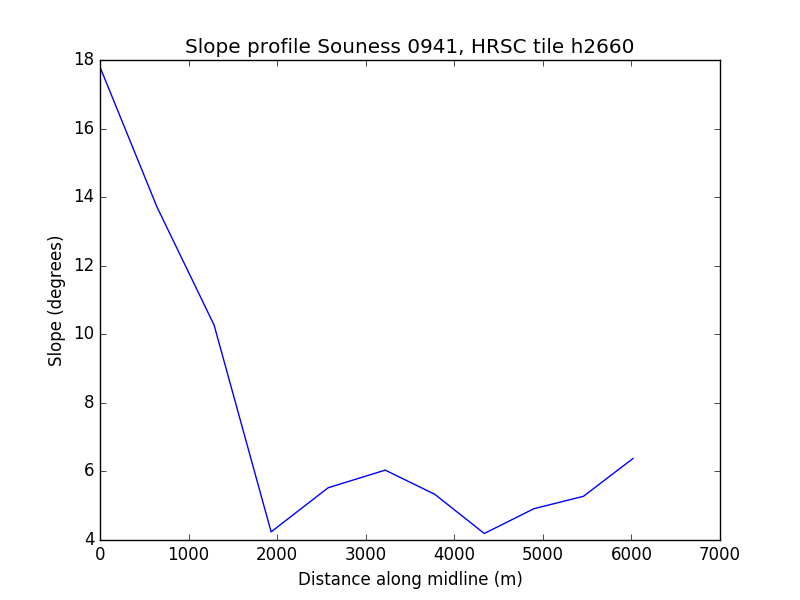 Slope profile Souness 0941, HRSC tile h2660
18
16
14
12
10
8
6
4
Slope (degrees)
0 1000 2000 3000 4000 5000 6000 7000
Distance along midline (m)